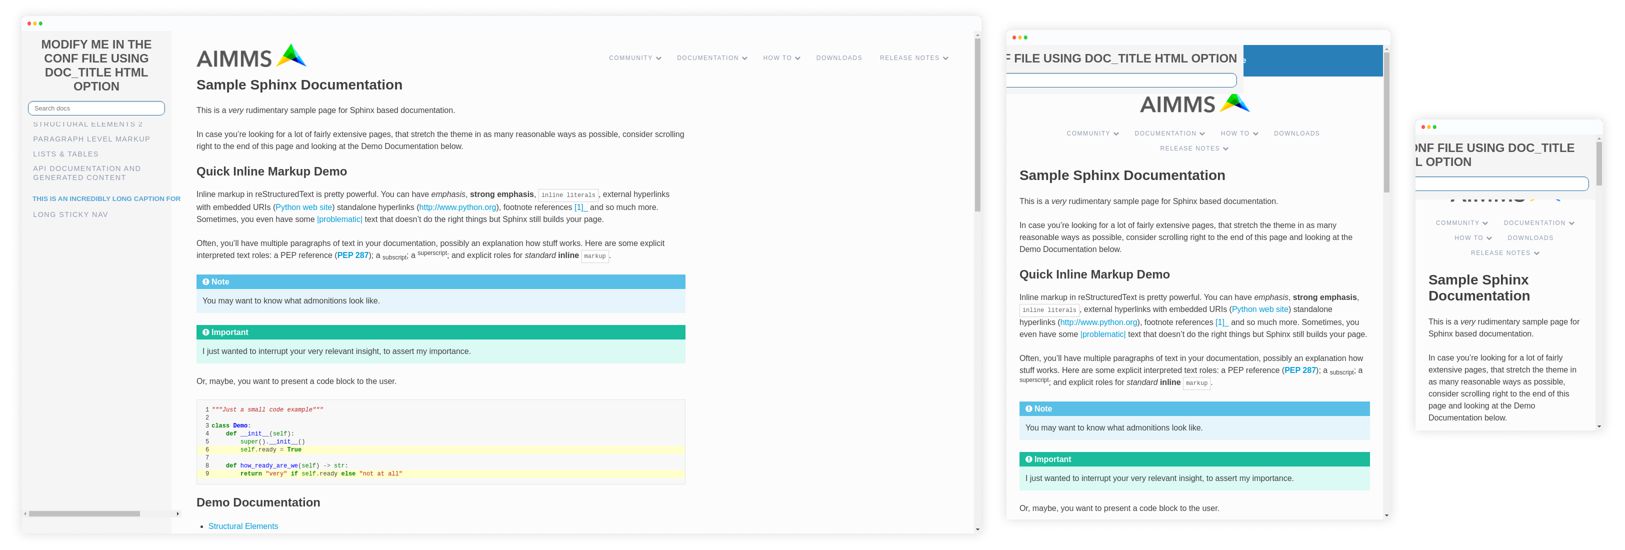 MODIFY ME IN THE
CONF FILE USING
DOC_TITLE HTML
OPTION
Search docs
STRUCTURAL ELEMENTS 2
PARAGRAPH LEVEL MARKUP
LISTS & TABLES
API DOCUMENTATION AND
GENERATED CONTENT
THIS IS AN INCREDIBLY LONG CAPTION FOR
LONG STICKY NAV
AIMMS
COMMUNITY DOCUMENTATION HOW TO DOWNLOADS RELEASE NOTES
Sample Sphinx Documentation
This is a very rudimentary sample page for Sphinx based documentation.
In case you're looking for a lot of fairly extensive pages, that stretch the theme in as many reasonable ways as possible, consider scrolling
right to the end of this page and looking at the Demo Documentation below.
Quick Inline Markup Demo
Inline markup in reStructuredText is pretty powerful. You can have emphasis, strong emphasis, inline literals, external hyperlinks
with embedded URIs (Python web site) standalone hyperlinks (http://www.python.org), footnote references [1]_ and so much more.
Sometimes, you even have some |problematic| text that doesn't do the right things but Sphinx still builds your page.
Often, you'll have multiple paragraphs of text in your documentation, possibly an explanation how stuff works. Here are some explicit
interpreted text roles: a PEP reference (PEP 287); a subscript; a superscript; and explicit roles for standard inline markup.
Note
You may want to know what admonitions look like.
Important
I just wanted to interrupt your very relevant insight, to assert my importance.
Or, maybe, you want to present a code block to the user.
1 """Just a small code example"""
2
3 class Demo:
4 def __init__(self):
5 super().__init__()
6 self.ready = True
7
8 def how_ready_are_we(self) -> str:
9 return "very" if self.ready else "not at all"
Demo Documentation
• Structural Elements
F FILE USING DOC_TITLE HTML OPTION
AIMMS
COMMUNITY DOCUMENTATION HOW TO DOWNLOADS
RELEASE NOTES
Sample Sphinx Documentation
This is a very rudimentary sample page for Sphinx based documentation.
In case you're looking for a lot of fairly extensive pages, that stretch the theme in as many
reasonable ways as possible, consider scrolling right to the end of this page and looking at the
Demo Documentation below.
Quick Inline Markup Demo
Inline markup in reStructuredText is pretty powerful. You can have emphasis, strong emphasis,
inline literals, external hyperlinks with embedded URIs (Python web site) standalone
hyperlinks (http://www.python.org), footnote references [1]_ and so much more. Sometimes, you
even have some |problematic| text that doesn't do the right things but Sphinx still builds your page.
Often, you'll have multiple paragraphs of text in your documentation, possibly an explanation how
stuff works. Here are some explicit interpreted text roles: a PEP reference (PEP 287); a subscript; a
superscript; and explicit roles for standard inline markup.
Note
You may want to know what admonitions look like.
Important
I just wanted to interrupt your very relevant insight, to assert my importance.
Or, maybe, you want to present a code block to the user.
ONF FILE USING DOC_TITLE
L OPTION
COMMUNITY DOCUMENTATION
HOW TO DOWNLOADS
RELEASE NOTES
Sample Sphinx
Documentation
This is a very rudimentary sample page for
Sphinx based documentation.
In case you're looking for a lot of fairly
extensive pages, that stretch the theme in
as many reasonable ways as possible,
consider scrolling right to the end of this
page and looking at the Demo
Documentation below.